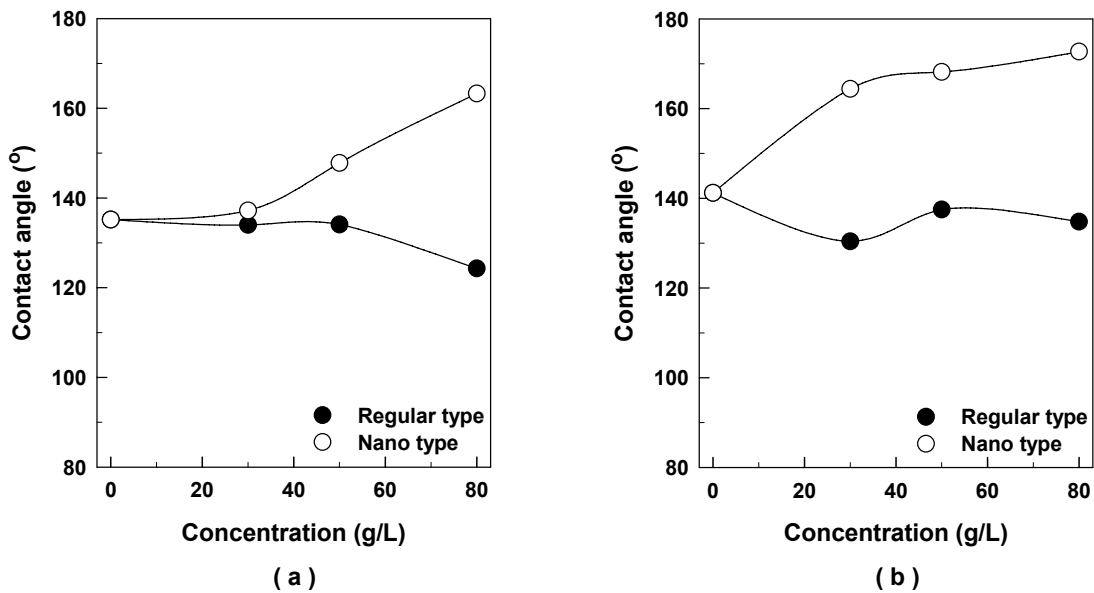 180
160
140
120
100
80
Contact angle (º)
0 20 40 60 80
Concentration (g/L)
Regular type
Nano type
( a )
180
160
140
120
100
80
Contact angle (º)
0 20 40 60 80
Concentration (g/L)
Regular type
Nano type
( b )